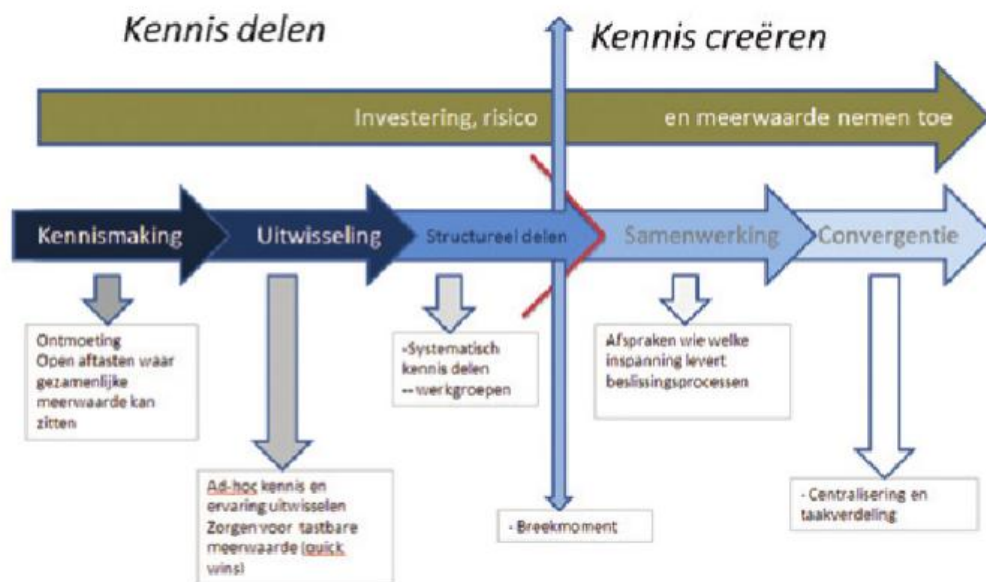 Kennis delen
Kennis creëren
Investering, risico
en meerwaarde nemen toe
Kennismaking
Uitwisseling
Structureel delen
Samenwerking
Convergentie
Ontmoeting
Open aftasten waar
gezamenlijke
meerwaarde kan
zitten
-Systematisch
kennis delen
-- werkgroepen
Afspraken wie welke
inspanning levert
beslissingsprocessen
Ad-hoc kennis en
ervaring uitwisselen
Zorgen voor tastbare
meerwaarde (quick
wins)
- Breekmoment
- Centralisering en
taakverdeling